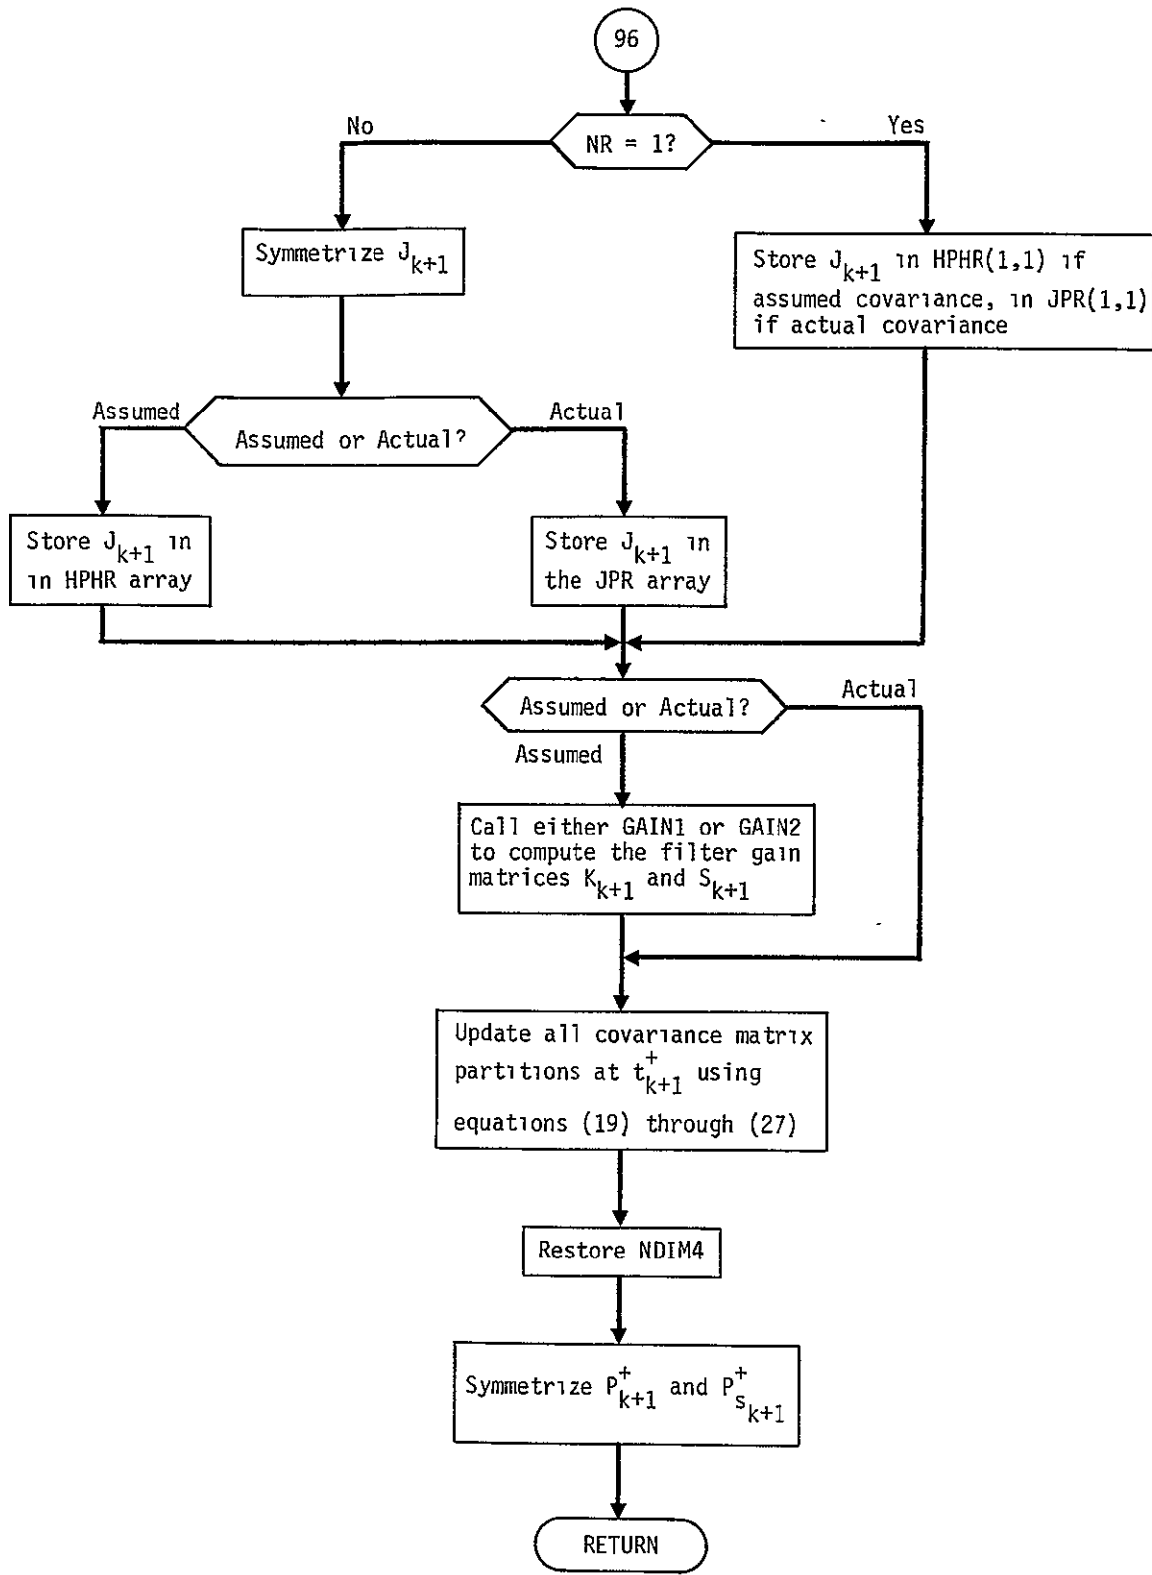 96
NR = 1?
No
Yes
Symmetrize J_{k+1}
Store J_{k+1} in HPHR(1,1) if
assumed covariance, in JPR(1,1)
if actual covariance
Assumed or Actual?
Assumed
Actual
Store J_{k+1} in
in HPHR array
Store J_{k+1} in
the JPR array
Assumed or Actual?
Actual
Assumed
Call either GAIN1 or GAIN2
to compute the filter gain
matrices K_{k+1} and S_{k+1}
Update all covariance matrix
partitions at t^+_{k+1} using
equations (19) through (27)
Restore NDIM4
Symmetrize P^+_{k+1} and P^+_{s_{k+1}}
RETURN